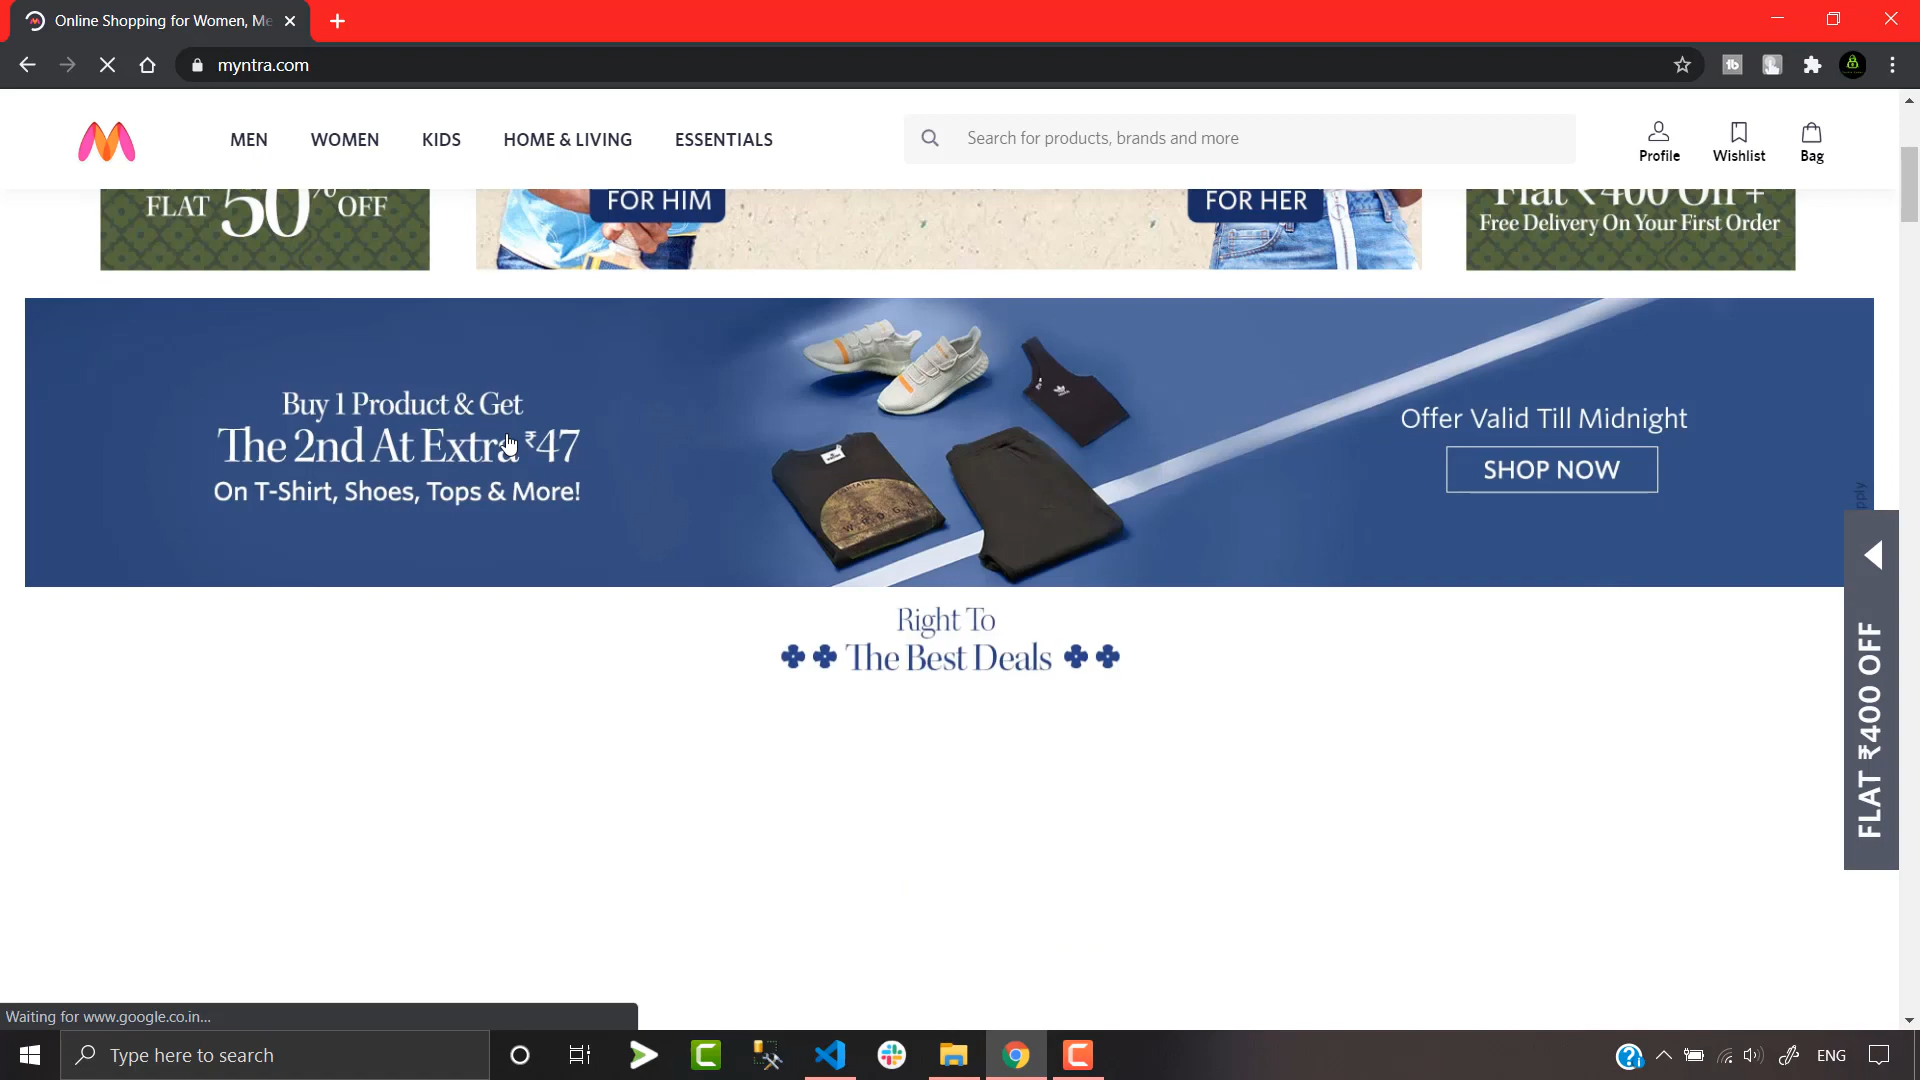 Online Shopping for Women, Me
myntra.com
MEN WOMEN KIDS HOME & LIVING ESSENTIALS
Search for products, brands and more
Profile Wishlist Bag
FLAT 50% OFF
FOR HIM
FOR HER
Flat ₹400 Off +
Free Delivery On Your First Order
Buy 1 Product & Get
The 2nd At Extra ₹47
On T-Shirt, Shoes, Tops & More!
Offer Valid Till Midnight
SHOP NOW
Right To
The Best Deals
FLAT ₹400 OFF
Waiting for www.google.co.in...
Type here to search
ENG